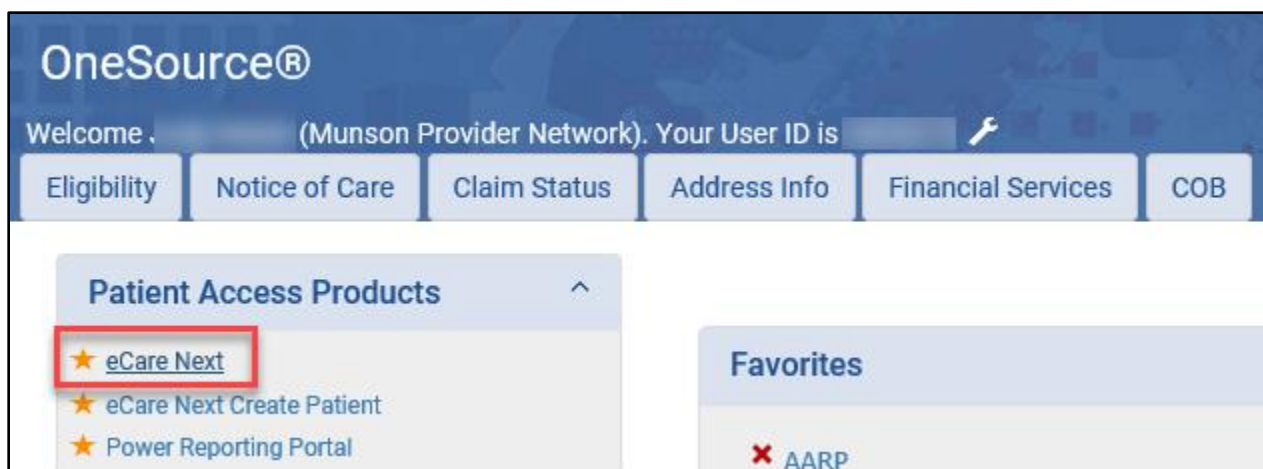 OneSource®
Welcome (Munson Provider Network). Your User ID is
Eligibility Notice of Care Claim Status Address Info Financial Services COB
Patient Access Products
eCare Next
Favorites
eCare Next Create Patient
Power Reporting Portal
AARP